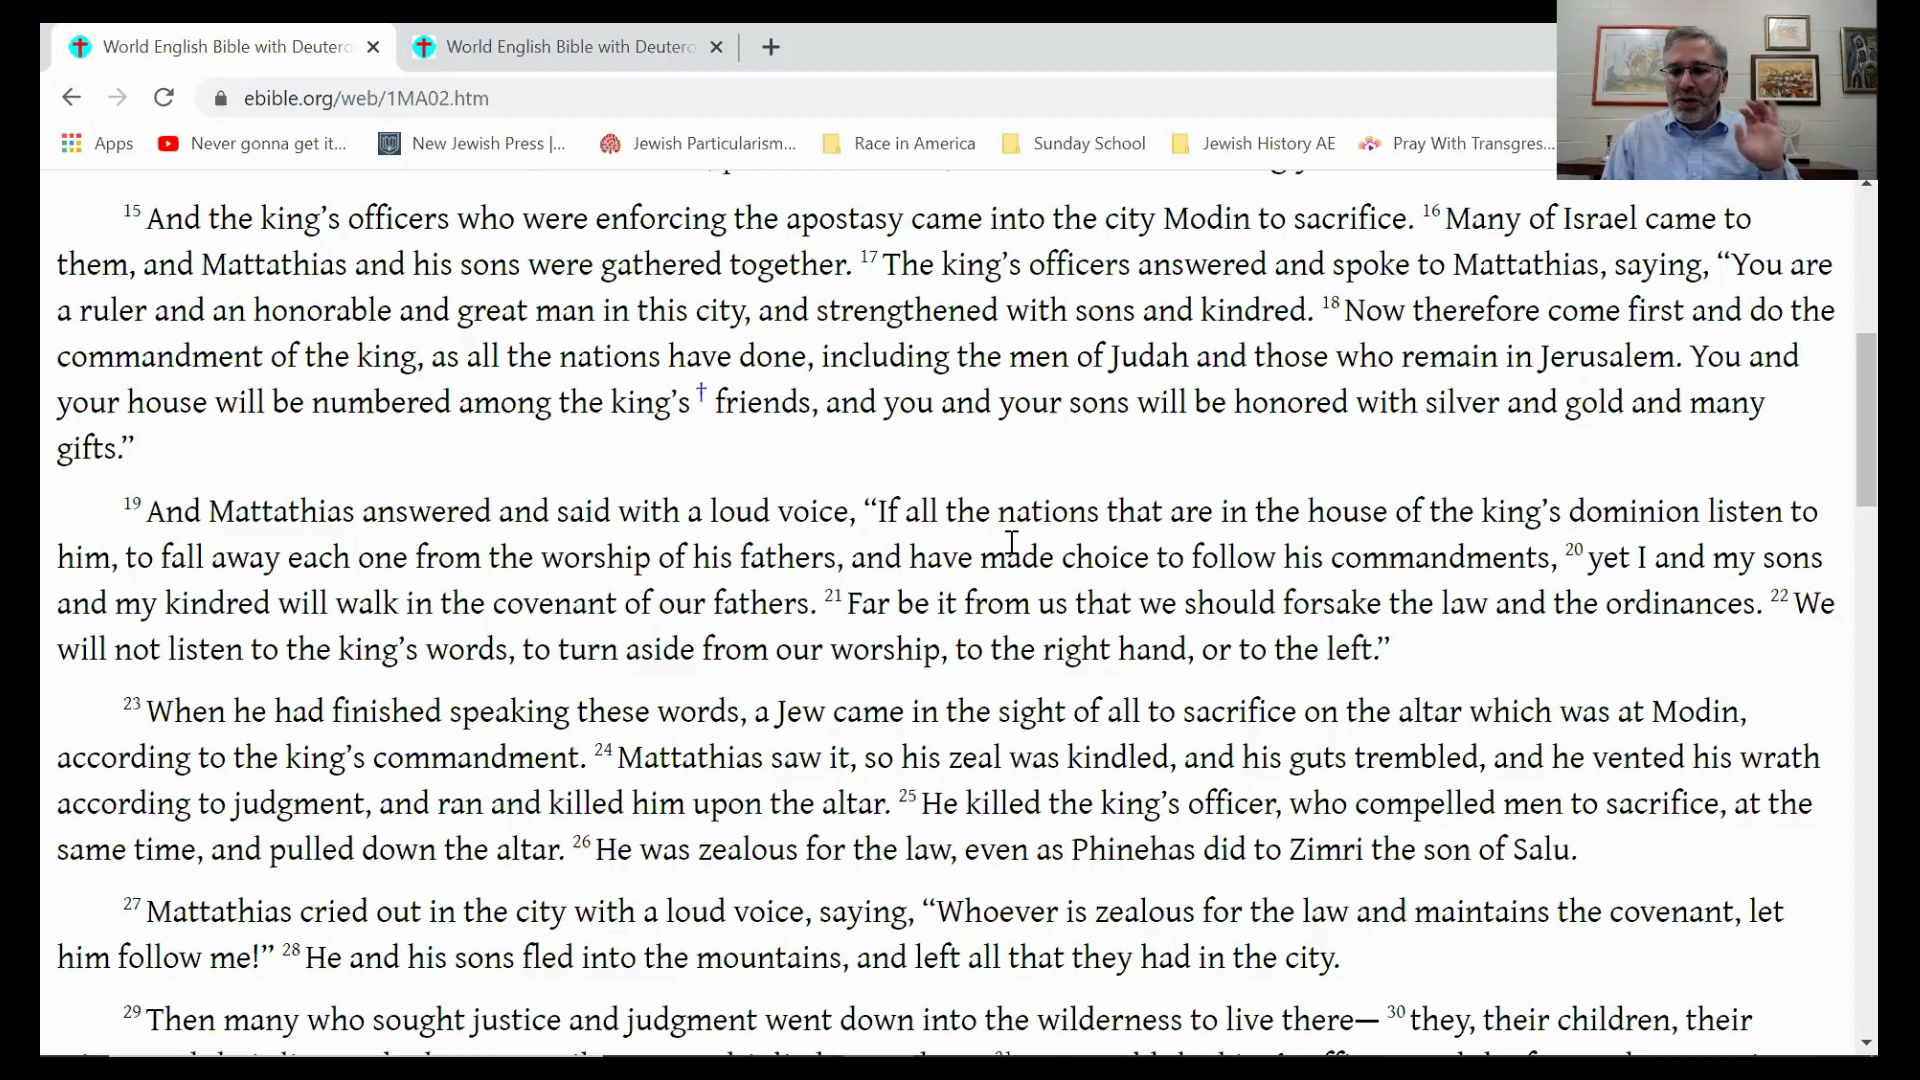 World English Bible with Deutero
World English Bible with Deutero
ebible.org/web/1MA02.htm
Apps
Never gonna get it...
New Jewish Press |...
Jewish Particularism...
Race in America
Sunday School
Jewish History AE
Pray With Transgres...
15 And the king’s officers who were enforcing the apostasy came into the city Modin to sacrifice. 16 Many of Israel came to
them, and Mattathias and his sons were gathered together. 17 The king’s officers answered and spoke to Mattathias, saying, “You are
a ruler and an honorable and great man in this city, and strengthened with sons and kindred. 18 Now therefore come first and do the
commandment of the king, as all the nations have done, including the men of Judah and those who remain in Jerusalem. You and
your house will be numbered among the king’s † friends, and you and your sons will be honored with silver and gold and many
gifts.”
19 And Mattathias answered and said with a loud voice, “If all the nations that are in the house of the king’s dominion listen to
him, to fall away each one from the worship of his fathers, and have made choice to follow his commandments, 20 yet I and my sons
and my kindred will walk in the covenant of our fathers. 21 Far be it from us that we should forsake the law and the ordinances. 22 We
will not listen to the king’s words, to turn aside from our worship, to the right hand, or to the left.”
23 When he had finished speaking these words, a Jew came in the sight of all to sacrifice on the altar which was at Modin,
according to the king’s commandment. 24 Mattathias saw it, so his zeal was kindled, and his guts trembled, and he vented his wrath
according to judgment, and ran and killed him upon the altar. 25 He killed the king’s officer, who compelled men to sacrifice, at the
same time, and pulled down the altar. 26 He was zealous for the law, even as Phinehas did to Zimri the son of Salu.
27 Mattathias cried out in the city with a loud voice, saying, “Whoever is zealous for the law and maintains the covenant, let
him follow me!” 28 He and his sons fled into the mountains, and left all that they had in the city.
29 Then many who sought justice and judgment went down into the wilderness to live there— 30 they, their children, their